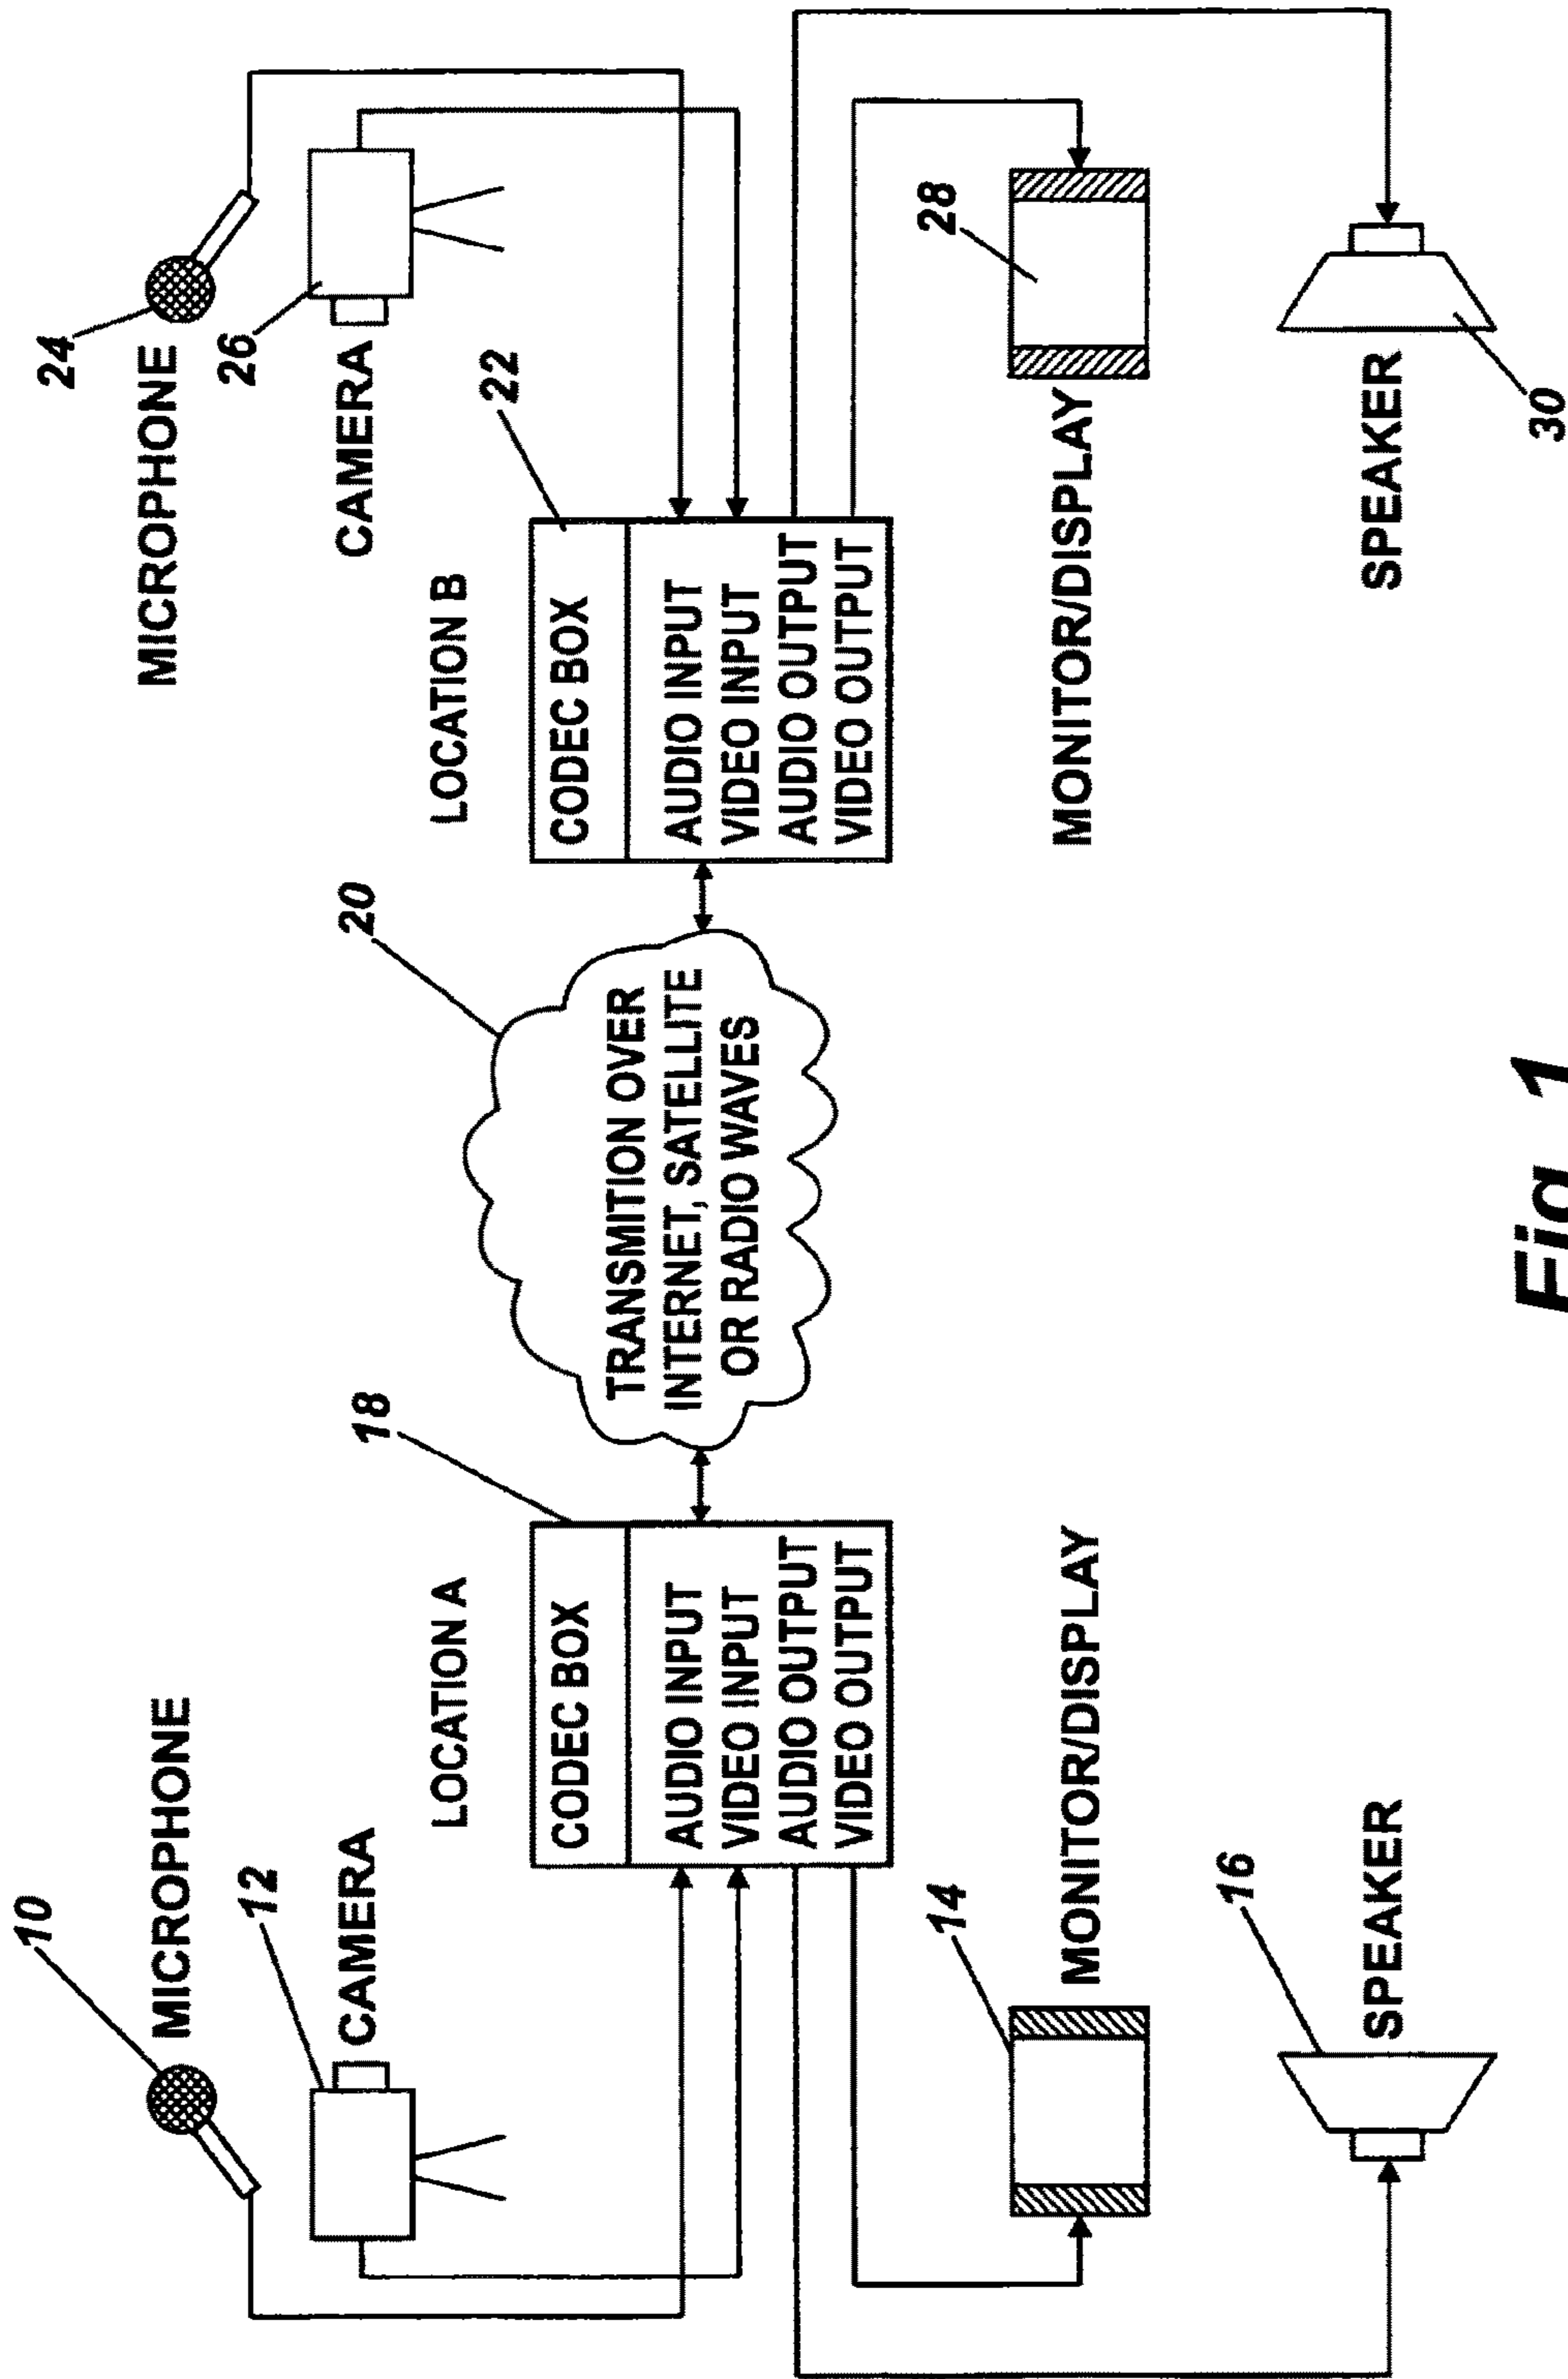 10
MICROPHONE
12
CAMERA
LOCATION A
18
CODEC BOX
AUDIO INPUT
VIDEO INPUT
AUDIO OUTPUT
VIDEO OUTPUT
14
MONITOR/DISPLAY
16
SPEAKER
20
TRANSMITION OVER
INTERNET, SATELLITE
OR RADIO WAVES
24
MICROPHONE
26
CAMERA
LOCATION B
22
CODEC BOX
AUDIO INPUT
VIDEO INPUT
AUDIO OUTPUT
VIDEO OUTPUT
28
MONITOR/DISPLAY
SPEAKER
30
Fig. 1